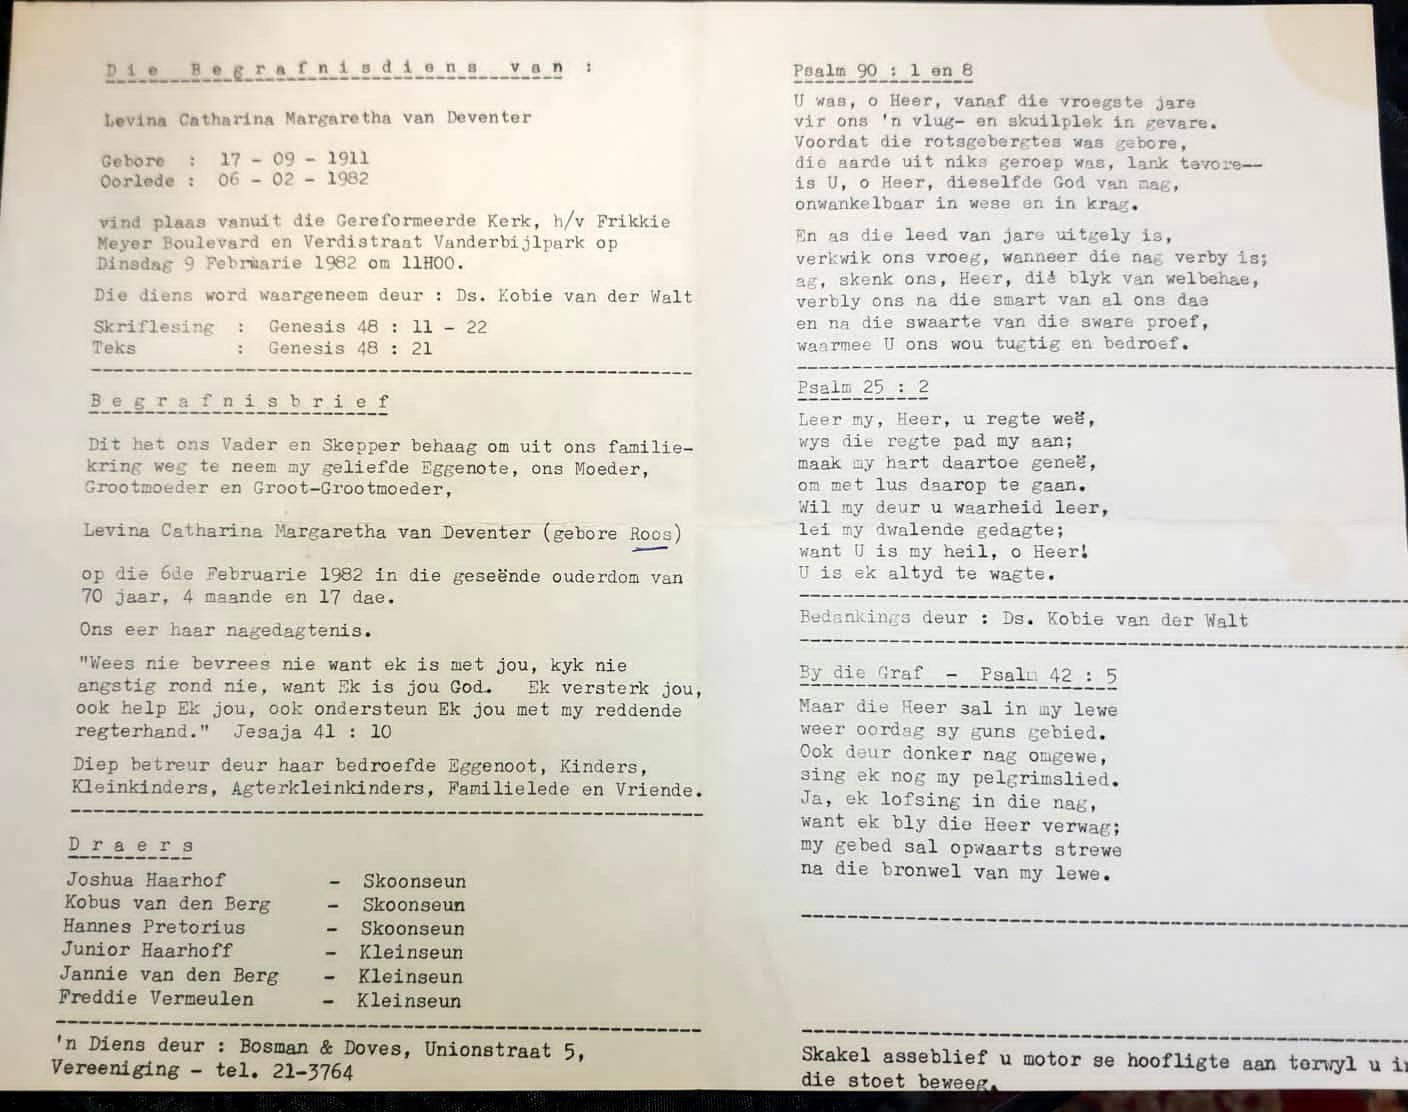 Die Begrafnisdiens van :
Levina Catharina Margaretha van Deventer
Gebore : 17 - 09 - 1911
Oorlede : 06 - 02 - 1982
vind plaas vanuit die Gereformeerde Kerk, h/v Frikkie
Meyer Boulevard en Verdistraat Vanderbijlpark op
Dinsdag 9 Februarie 1982 om 11H00.
Die diens word waargeneem deur : Ds. Kobie van der Walt
Skriflesing : Genesis 48 : 11 - 22
Teks : Genesis 48 : 21
Begrafnisbrief
Dit het ons Vader en Skepper behaag om uit ons familie-
kring weg te neem my geliefde Eggenote, ons Moeder,
Grootmoeder en Groot-Grootmoeder,
Levina Catharina Margaretha van Deventer (gebore Roos)
op die 6de Februarie 1982 in die geseënde ouderdom van
70 jaar, 4 maande en 17 dae.
Ons eer haar nagedagtenis.
"Wees nie bevrees nie want ek is met jou, kyk nie
angstig rond nie, want Ek is jou God. Ek versterk jou,
ook help Ek jou, ook ondersteun Ek jou met my reddende
regterhand." Jesaja 41 : 10
Diep betreur deur haar bedroefde Eggenoot, Kinders,
Kleinkinders, Agterkleinkinders, Familielede en Vriende.
Draers
Joshua Haarhof - Skoonseun
Kobus van den Berg - Skoonseun
Hannes Pretorius - Skoonseun
Junior Haarhoff - Kleinseun
Jannie van den Berg - Kleinseun
Freddie Vermeulen - Kleinseun
'n Diens deur : Bosman & Doves, Unionstraat 5,
Vereeniging - tel. 21-3764
Psalm 90 : 1 en 8
U was, o Heer, vanaf die vroegste jare
vir ons 'n vlug- en skuilplek in gevare.
Voordat die rotsgebergtes was gebore,
die aarde uit niks geroep was, lank tevore--
is U, o Heer, dieselfde God van mag,
onwankelbaar in wese en in krag.
En as die leed van jare uitgely is,
verkwik ons vroeg, wanneer die nag verby is;
ag, skenk ons, Heer, dié blyk van welbehae,
verbly ons na die smart van al ons dae
en na die swaarte van die sware proef,
waarmee U ons wou tugtig en bedroef.
Psalm 25 : 2
Leer my, Heer, u regte weë,
wys die regte pad my aan;
maak my hart daartoe geneë,
om met lus daarop te gaan.
Wil my deur u waarheid leer,
lei my dwalende gedagte;
want U is my heil, o Heer!
U is ek altyd te wagte.
Bedankings deur : Ds. Kobie van der Walt
By die Graf - Psalm 42 : 5
Maar die Heer sal in my lewe
weer oordag sy guns gebied.
Ook deur donker nag omgewe,
sing ek nog my pelgrimslied.
Ja, ek lofsing in die nag,
want ek bly die Heer verwag;
my gebed sal opwaarts strewe
na die bronwel van my lewe.
Skakel asseblief u motor se hoofligte aan terwyl u in
die stoet beweeg.